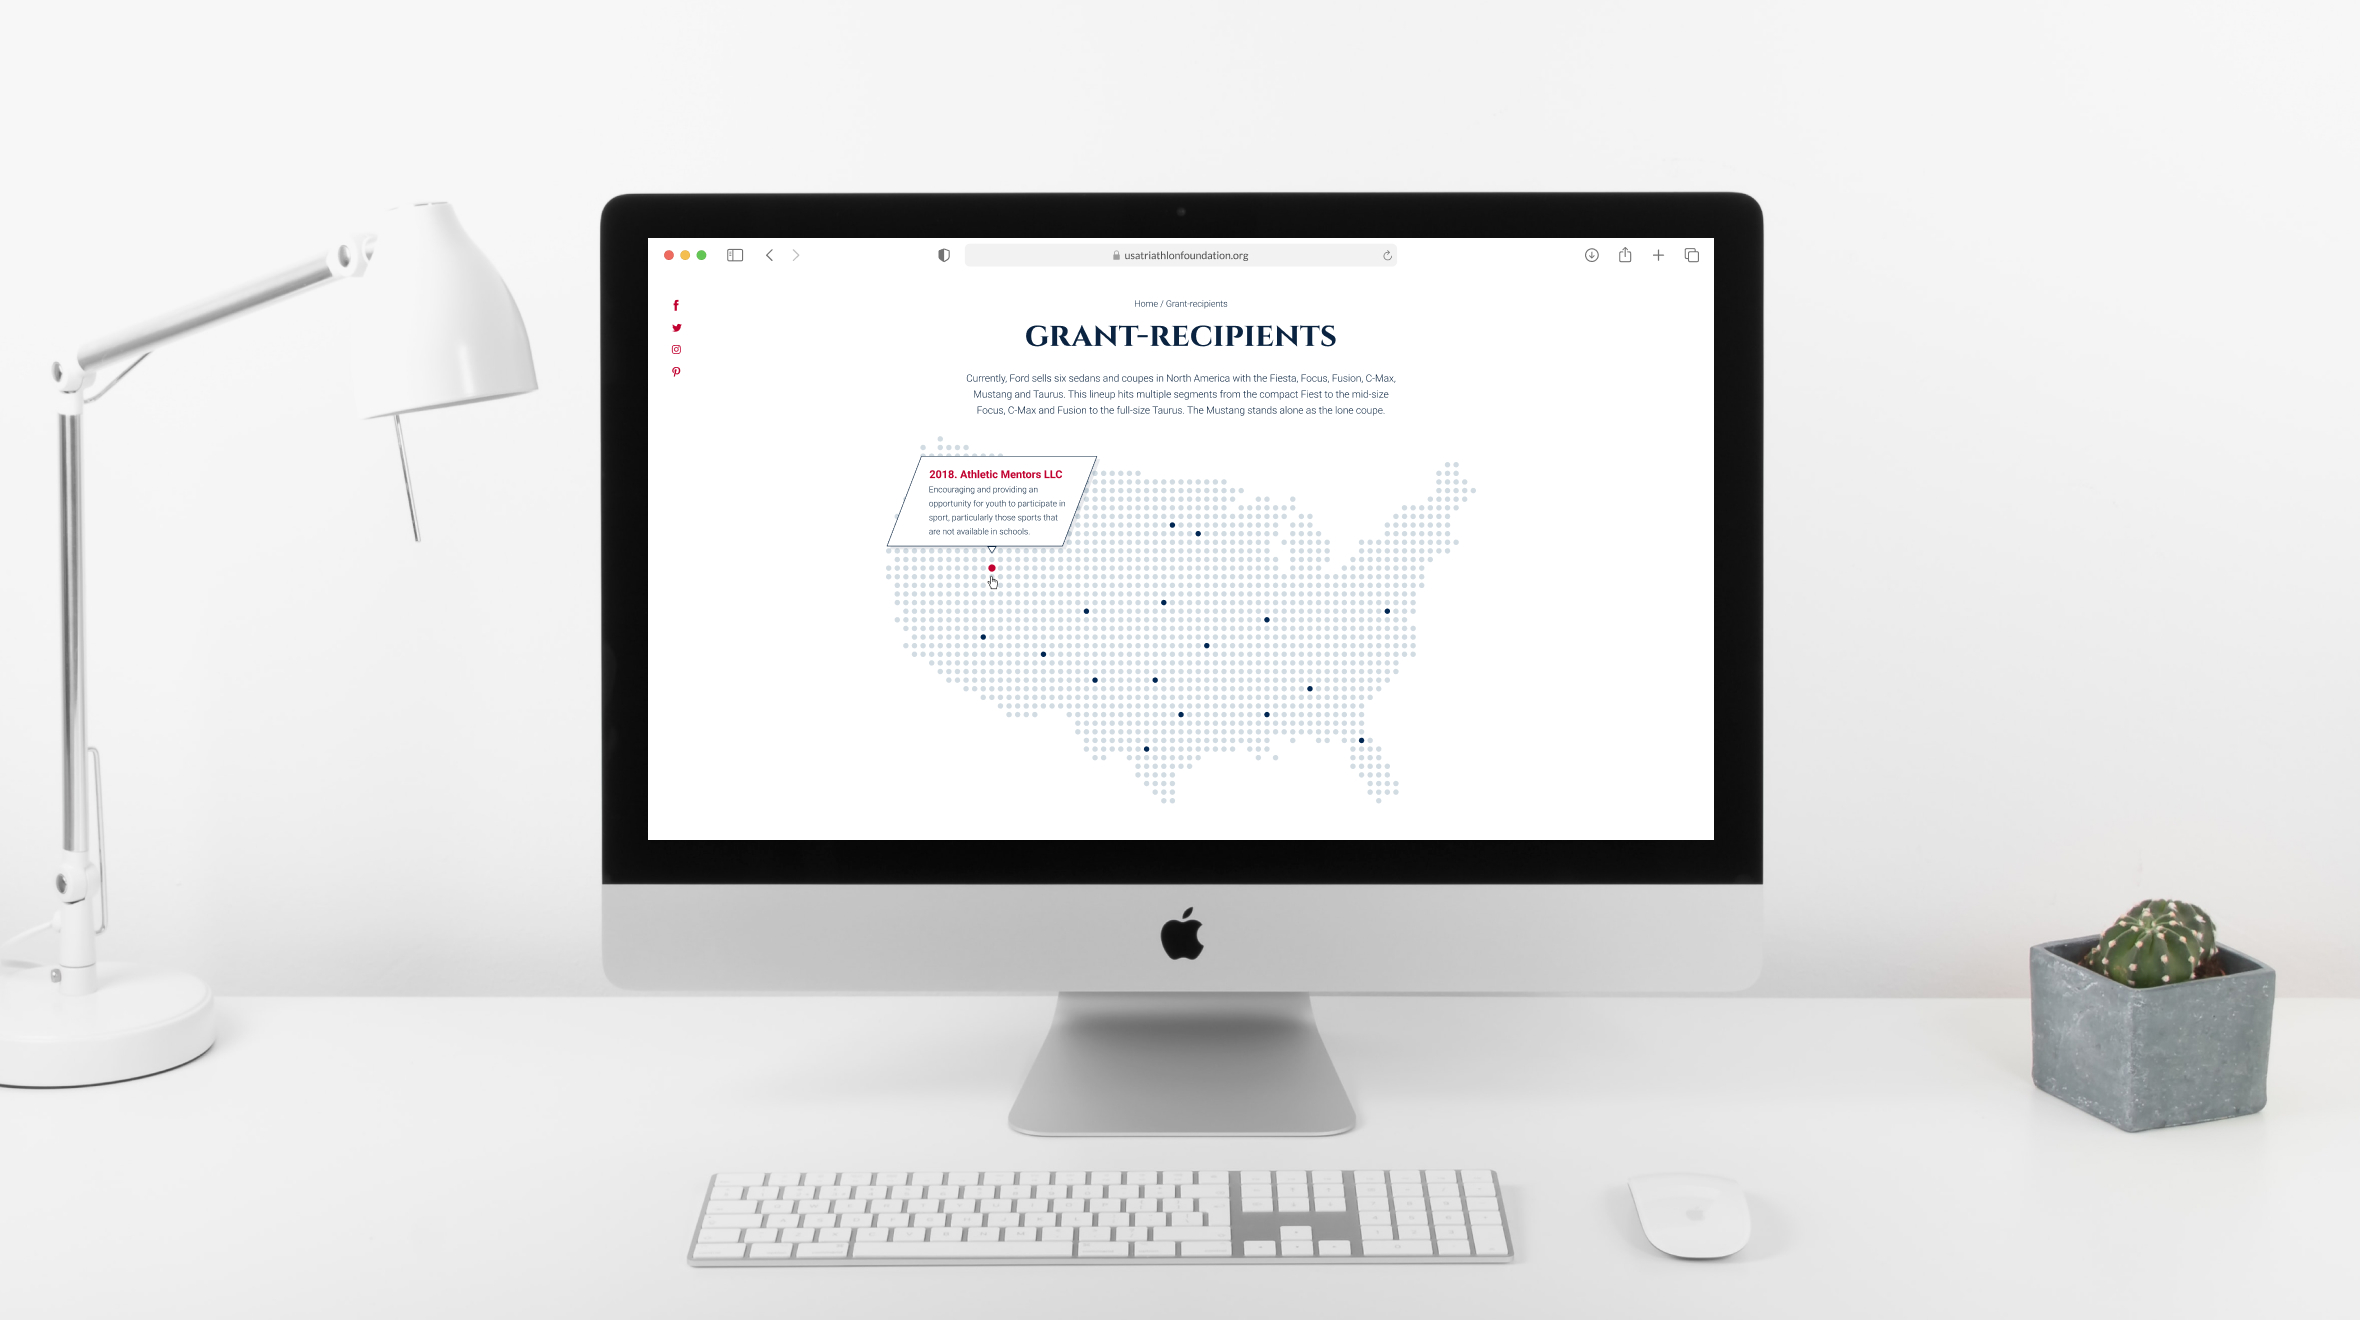 usatriathlonfoundation.org
Home / Grant-recipients
GRANT-RECIPIENTS
Currently, Ford sells six sedans and coupes in North America with the Fiesta, Focus, Fusion, C-Max,
Mustang and Taurus. This lineup hits multiple segments from the compact Fiest to the mid-size
Focus, C-Max and Fusion to the full-size Taurus. The Mustang stands alone as the lone coupe.
2018. Athletic Mentors LLC
Encouraging and providing an
opportunity for youth to participate in
sport, particularly those sports that
are not available in schools.